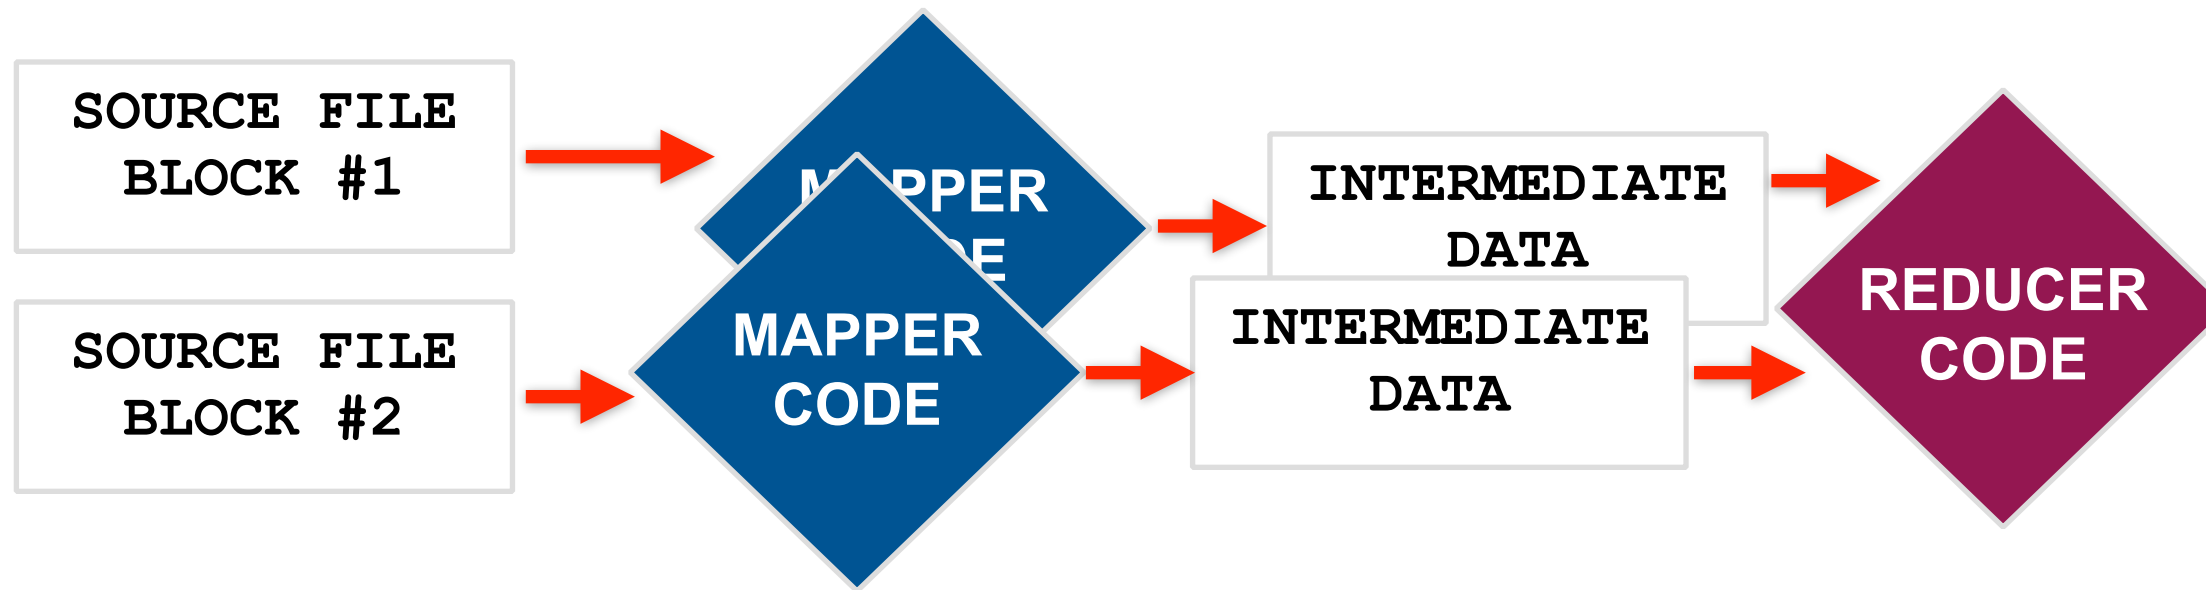 SOURCE FILE
BLOCK #1
SOURCE FILE
BLOCK #2
MAPPER
CODE
INTERMEDIATE
DATA
INTERMEDIATE
DATA
REDUCER
CODE